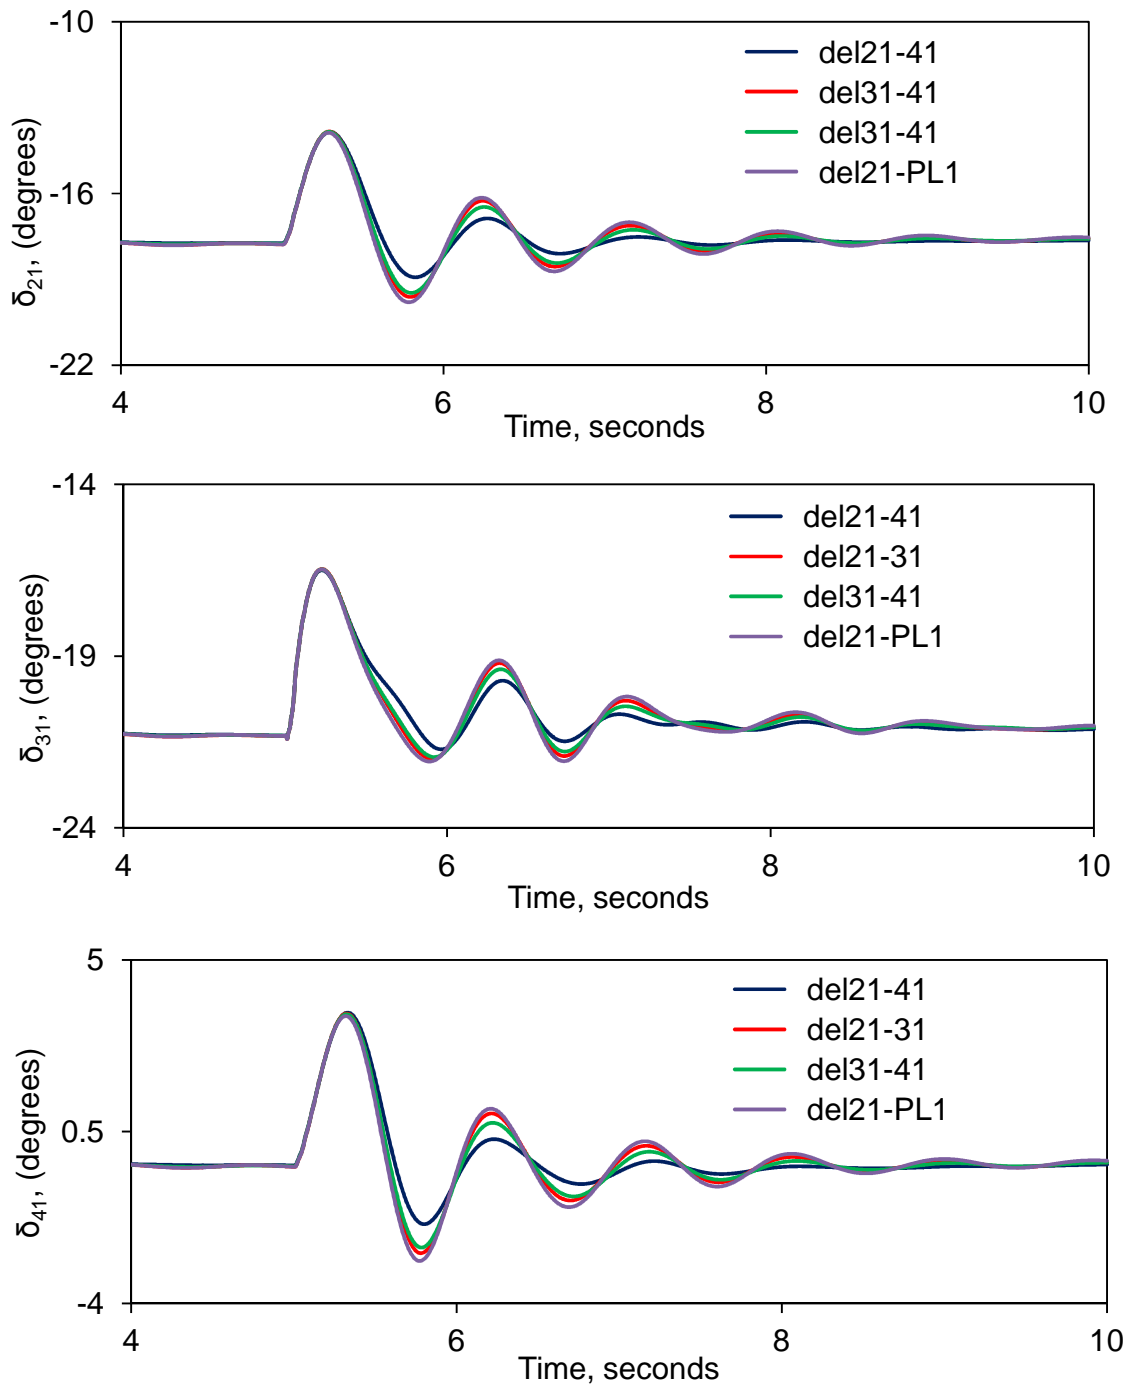 -10
-16
-22
δ21, (degrees)
del21-41
del31-41
del31-41
del21-PL1
4 6 8 10
Time, seconds
-14
-19
-24
δ31, (degrees)
del21-41
del21-31
del31-41
del21-PL1
4 6 8 10
Time, seconds
5
0.5
-4
δ41, (degrees)
del21-41
del21-31
del31-41
del21-PL1
4 6 8 10
Time, seconds